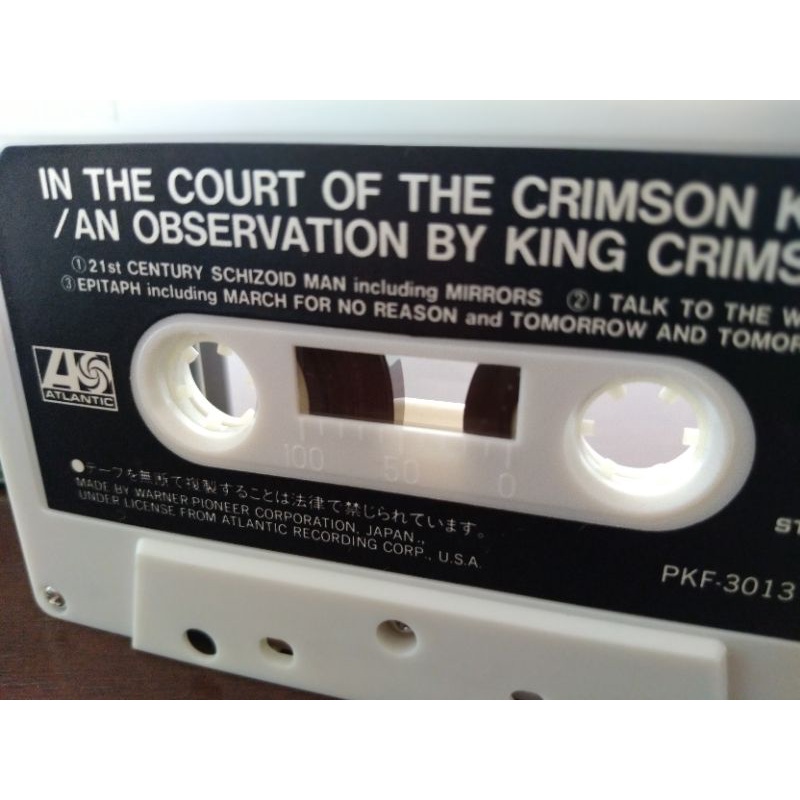 IN THE COURT OF THE CRIMSON K
/AN OBSERVATION BY KING CRIMS
①21st CENTURY SCHIZOID MAN including MIRRORS ②I TALK TO THE W
③EPITAPH including MARCH FOR NO REASON and TOMORROW AND TOMOR
ATLANTIC
100 50 0
●テープを無断で複製することは法律で禁じられています。
MADE BY WARNER PIONEER CORPORATION, JAPAN.,
UNDER LICENSE FROM ATLANTIC RECORDING CORP., U.S.A.
ST
PKF-3013